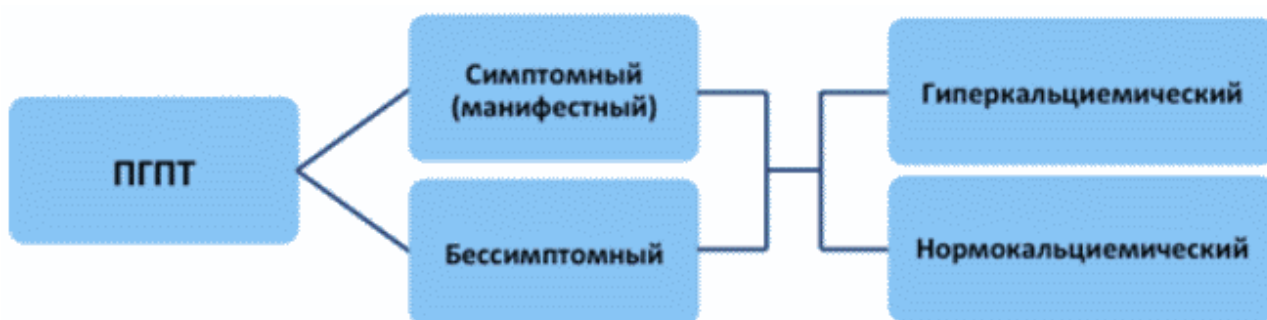 ПГПТ
Симптомный
(манифестный)
Бессимптомный
Гиперкальциемический
Нормокальциемический